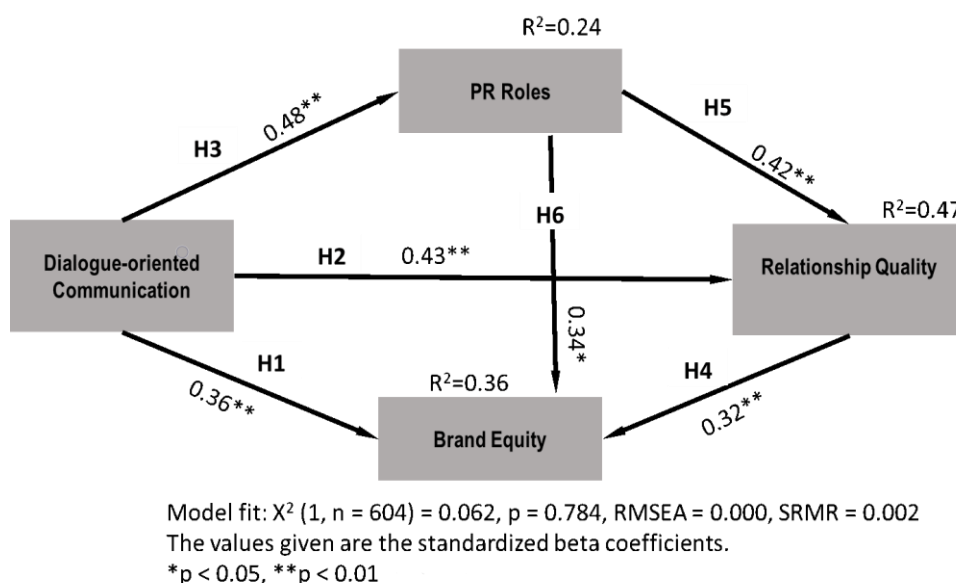 R²=0.24
PR Roles
H3
0.48**
H5
0.42**
H6
R²=0.47
Dialogue-oriented
Communication
H2
0.43**
Relationship Quality
0.34*
H1
0.36**
R²=0.36
H4
0.32**
Brand Equity
Model fit: X² (1, n = 604) = 0.062, p = 0.784, RMSEA = 0.000, SRMR = 0.002
The values given are the standardized beta coefficients.
*p < 0.05, **p < 0.01